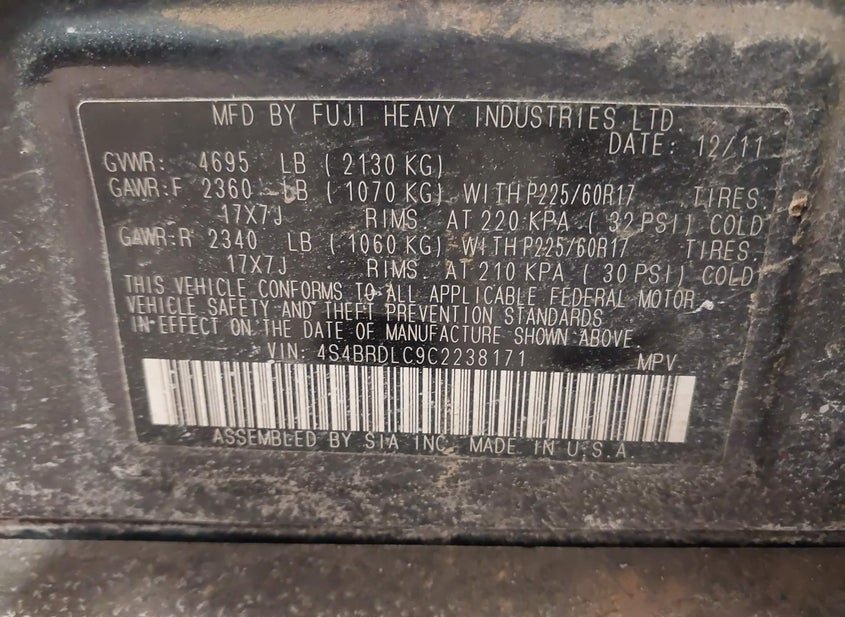 MFD BY FUJI HEAVY INDUSTRIES LTD.
DATE: 12/11
GVWR: 4695 LB ( 2130 KG)
GAWR:F 2360 LB ( 1070 KG) WITH P225/60R17 TIRES.
17X7J RIMS. AT 220 KPA ( 32 PSI) COLD
GAWR:R 2340 LB ( 1060 KG) WITH P225/60R17 TIRES.
17X7J RIMS. AT 210 KPA ( 30 PSI) COLD
THIS VEHICLE CONFORMS TO ALL APPLICABLE FEDERAL MOTOR
VEHICLE SAFETY AND THEFT PREVENTION STANDARDS
IN EFFECT ON THE DATE OF MANUFACTURE SHOWN ABOVE.
VIN: 4S4BRDLC9C2238171 MPV
ASSEMBLED BY SIA INC. MADE IN U.S.A.